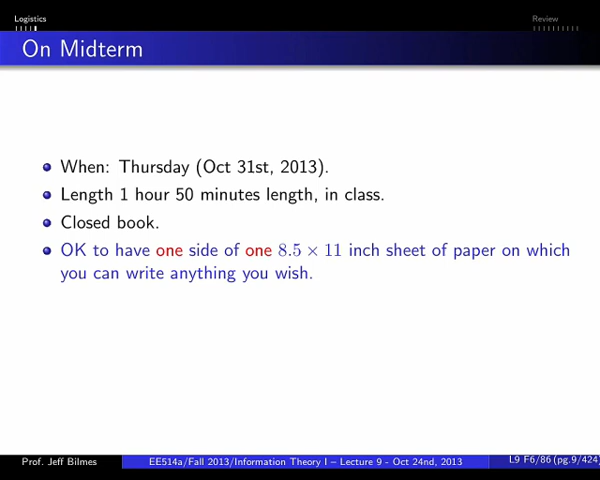 Logistics Review
On Midterm
When: Thursday (Oct 31st, 2013).
Length 1 hour 50 minutes length, in class.
Closed book.
OK to have one side of one 8.5 × 11 inch sheet of paper on which
you can write anything you wish.
Prof. Jeff Bilmes EE514a/Fall 2013/Information Theory I – Lecture 9 - Oct 24nd, 2013 L9 F6/86 (pg.9/424